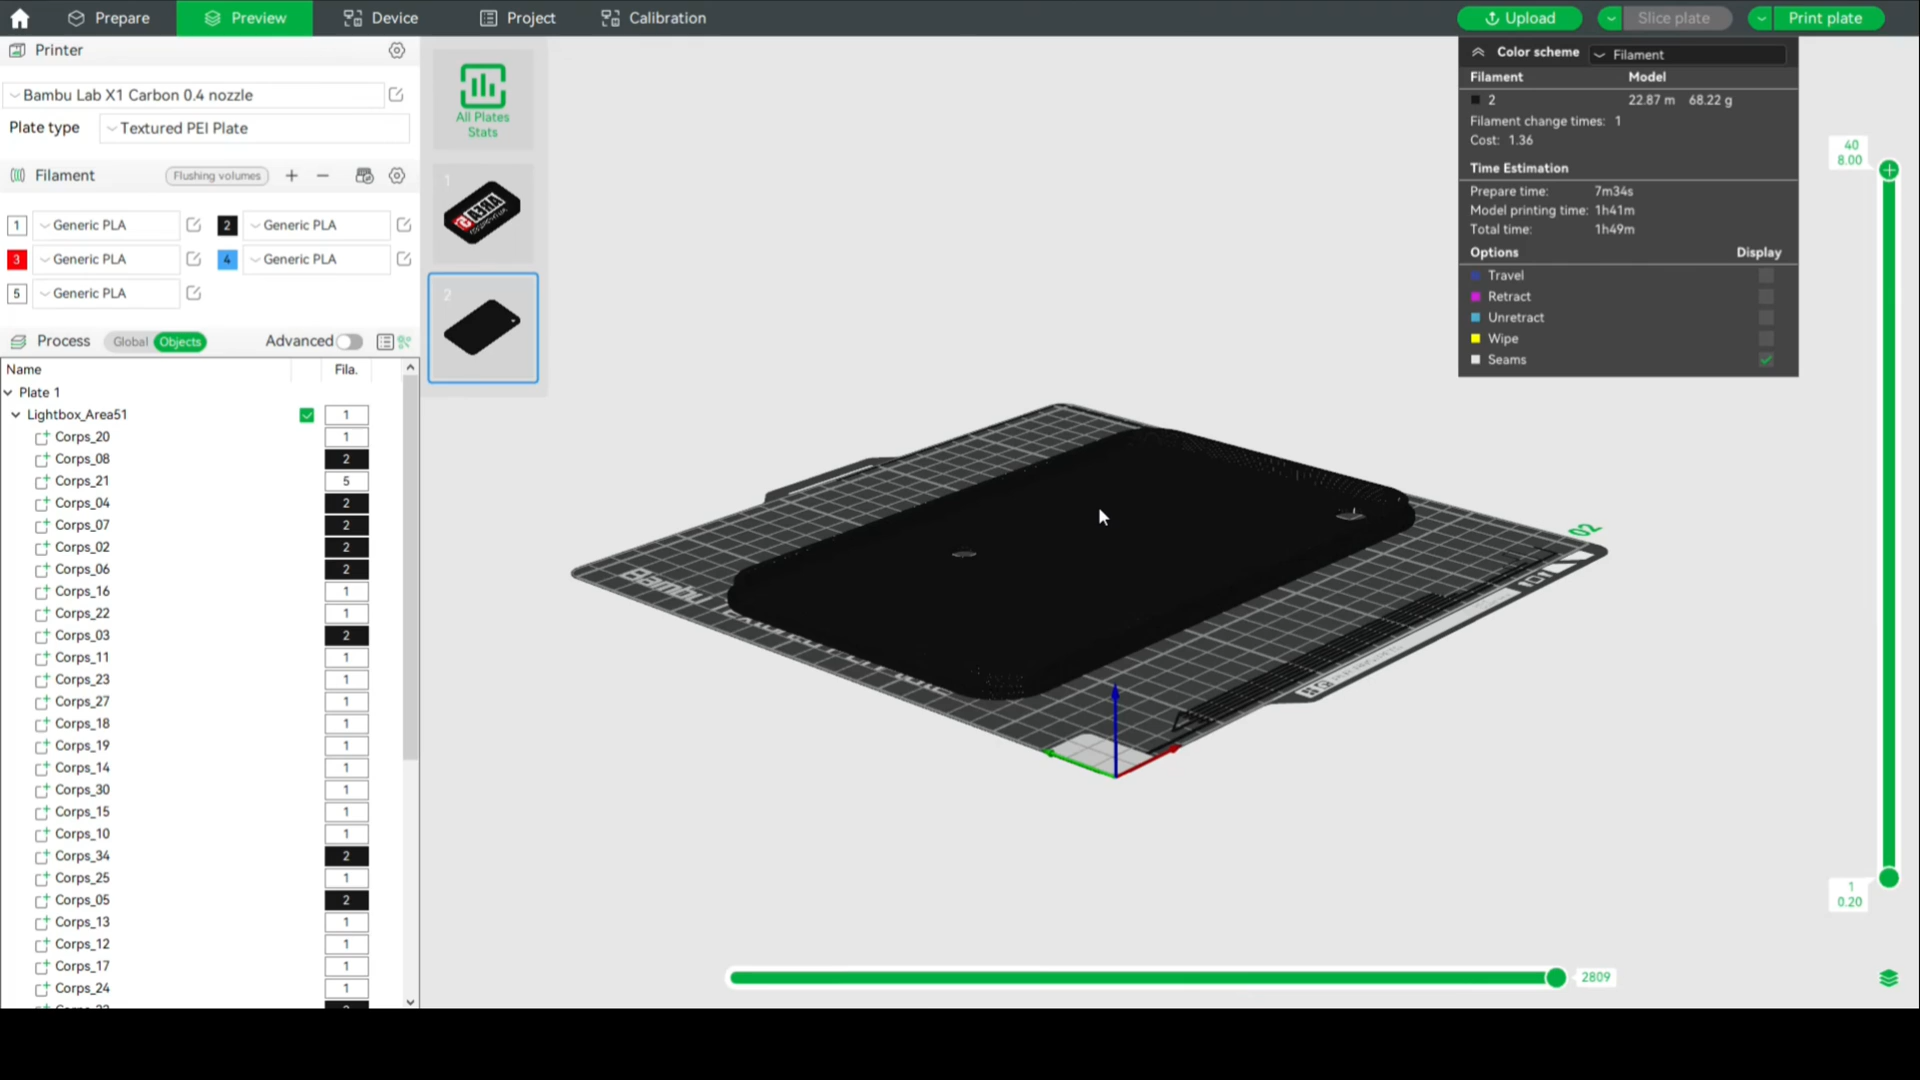 Prepare
Preview
Device
Project
Calibration
Upload
Slice plate
Print plate
Printer
Bambu Lab X1 Carbon 0.4 nozzle
Plate type
Textured PEI Plate
Filament
Flushing volumes
1 Generic PLA
2 Generic PLA
3 Generic PLA
4 Generic PLA
5 Generic PLA
Process
Global
Objects
Advanced
Name Fila.
Plate 1
Lightbox_Area51 1
Corps_20 1
Corps_08 2
Corps_21 5
Corps_04 2
Corps_07 2
Corps_02 2
Corps_06 2
Corps_16 1
Corps_22 1
Corps_03 2
Corps_11 1
Corps_23 1
Corps_27 1
Corps_18 1
Corps_19 1
Corps_14 1
Corps_30 1
Corps_15 1
Corps_10 1
Corps_34 2
Corps_25 1
Corps_05 2
Corps_13 1
Corps_12 1
Corps_17 1
Corps_24 1
All Plates
Stats
1
AREA
2
Bambu
02
Color scheme
Filament
Filament Model
2 22.87 m 68.22 g
Filament change times: 1
Cost: 1.36
Time Estimation
Prepare time: 7m34s
Model printing time: 1h41m
Total time: 1h49m
Options Display
Travel
Retract
Unretract
Wipe
Seams
40
8.00
1
0.20
2809